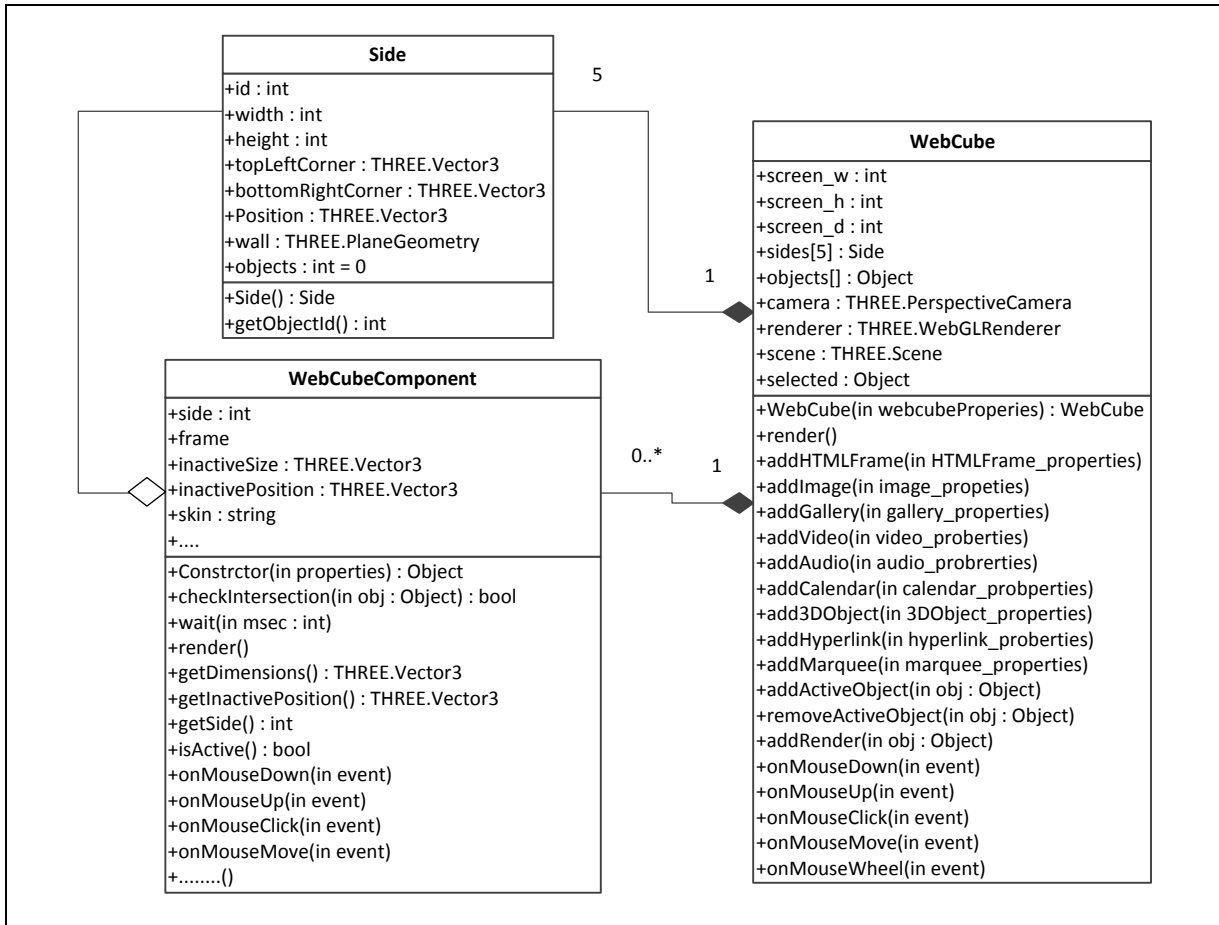 Side
+id : int
+width : int
+height : int
+topLeftCorner : THREE.Vector3
+bottomRightCorner : THREE.Vector3
+Position : THREE.Vector3
+wall : THREE.PlaneGeometry
+objects : int = 0
+Side() : Side
+getObjectId() : int
5
1
WebCube
+screen_w : int
+screen_h : int
+screen_d : int
+sides[5] : Side
+objects[] : Object
+camera : THREE.PerspectiveCamera
+renderer : THREE.WebGLRenderer
+scene : THREE.Scene
+selected : Object
+WebCube(in webcubeProperies) : WebCube
+render()
+addHTMLFrame(in HTMLFrame_properties)
+addImage(in image_propeties)
+addGallery(in gallery_properties)
+addVideo(in video_proberties)
+addAudio(in audio_probrerties)
+addCalendar(in calendar_probperties)
+add3DObject(in 3DObject_properties)
+addHyperlink(in hyperlink_proberties)
+addMarquee(in marquee_properties)
+addActiveObject(in obj : Object)
+removeActiveObject(in obj : Object)
+addRender(in obj : Object)
+onMouseDown(in event)
+onMouseUp(in event)
+onMouseClick(in event)
+onMouseMove(in event)
+onMouseWheel(in event)
WebCubeComponent
+side : int
+frame
+inactiveSize : THREE.Vector3
+inactivePosition : THREE.Vector3
+skin : string
+....
+Constrctor(in properties) : Object
+checkIntersection(in obj : Object) : bool
+wait(in msec : int)
+render()
+getDimensions() : THREE.Vector3
+getInactivePosition() : THREE.Vector3
+getSide() : int
+isActive() : bool
+onMouseDown(in event)
+onMouseUp(in event)
+onMouseClick(in event)
+onMouseMove(in event)
+........()
0..*
1